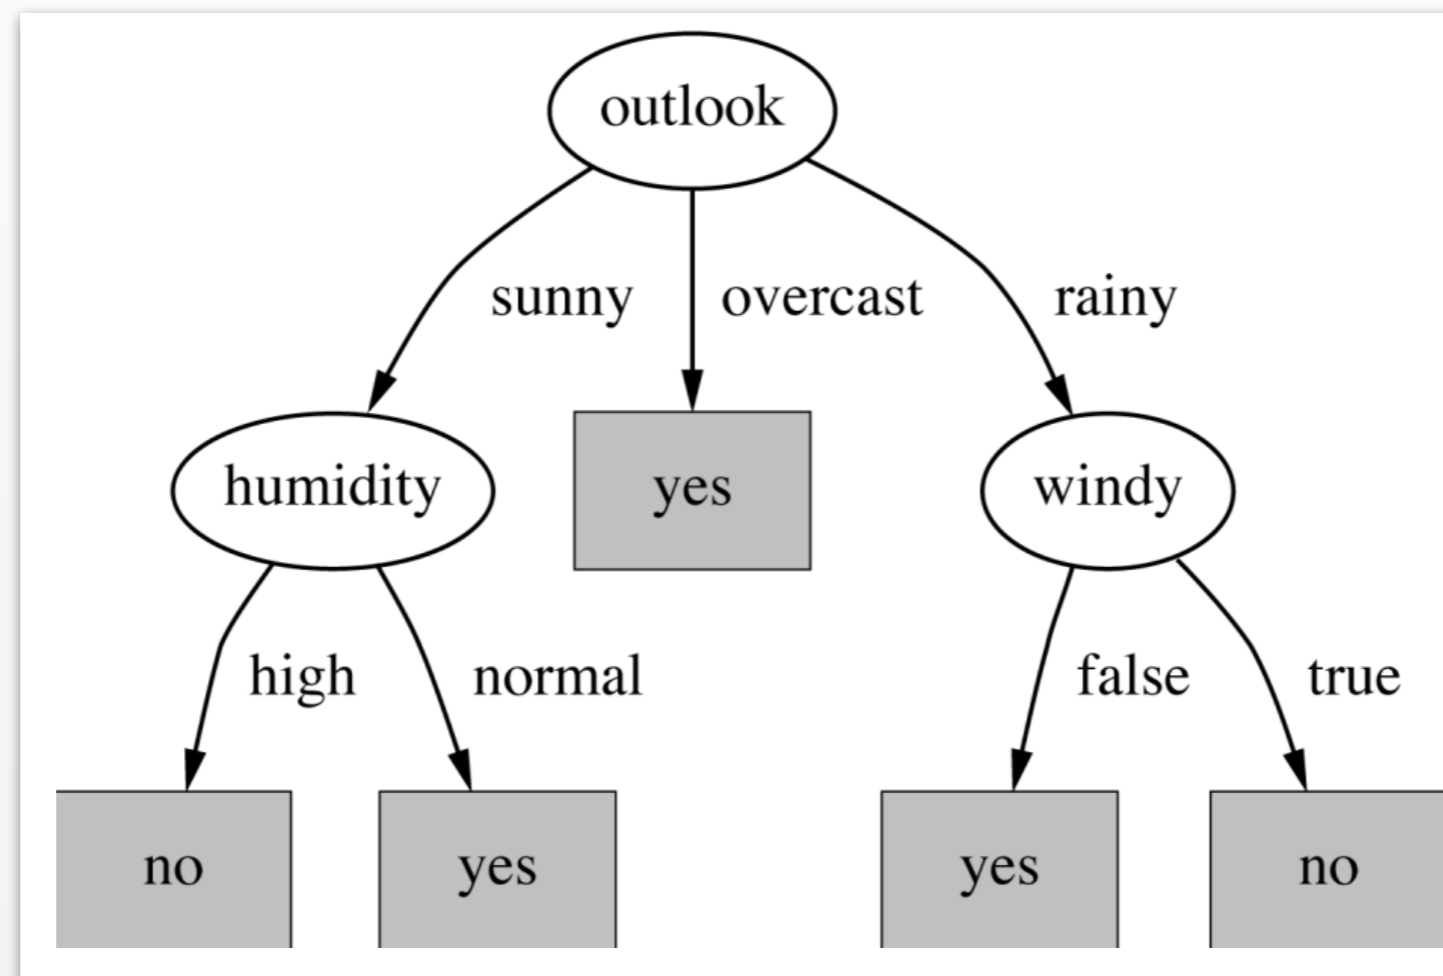 outlook
sunny overcast rainy
humidity yes windy
high normal false true
no yes yes no